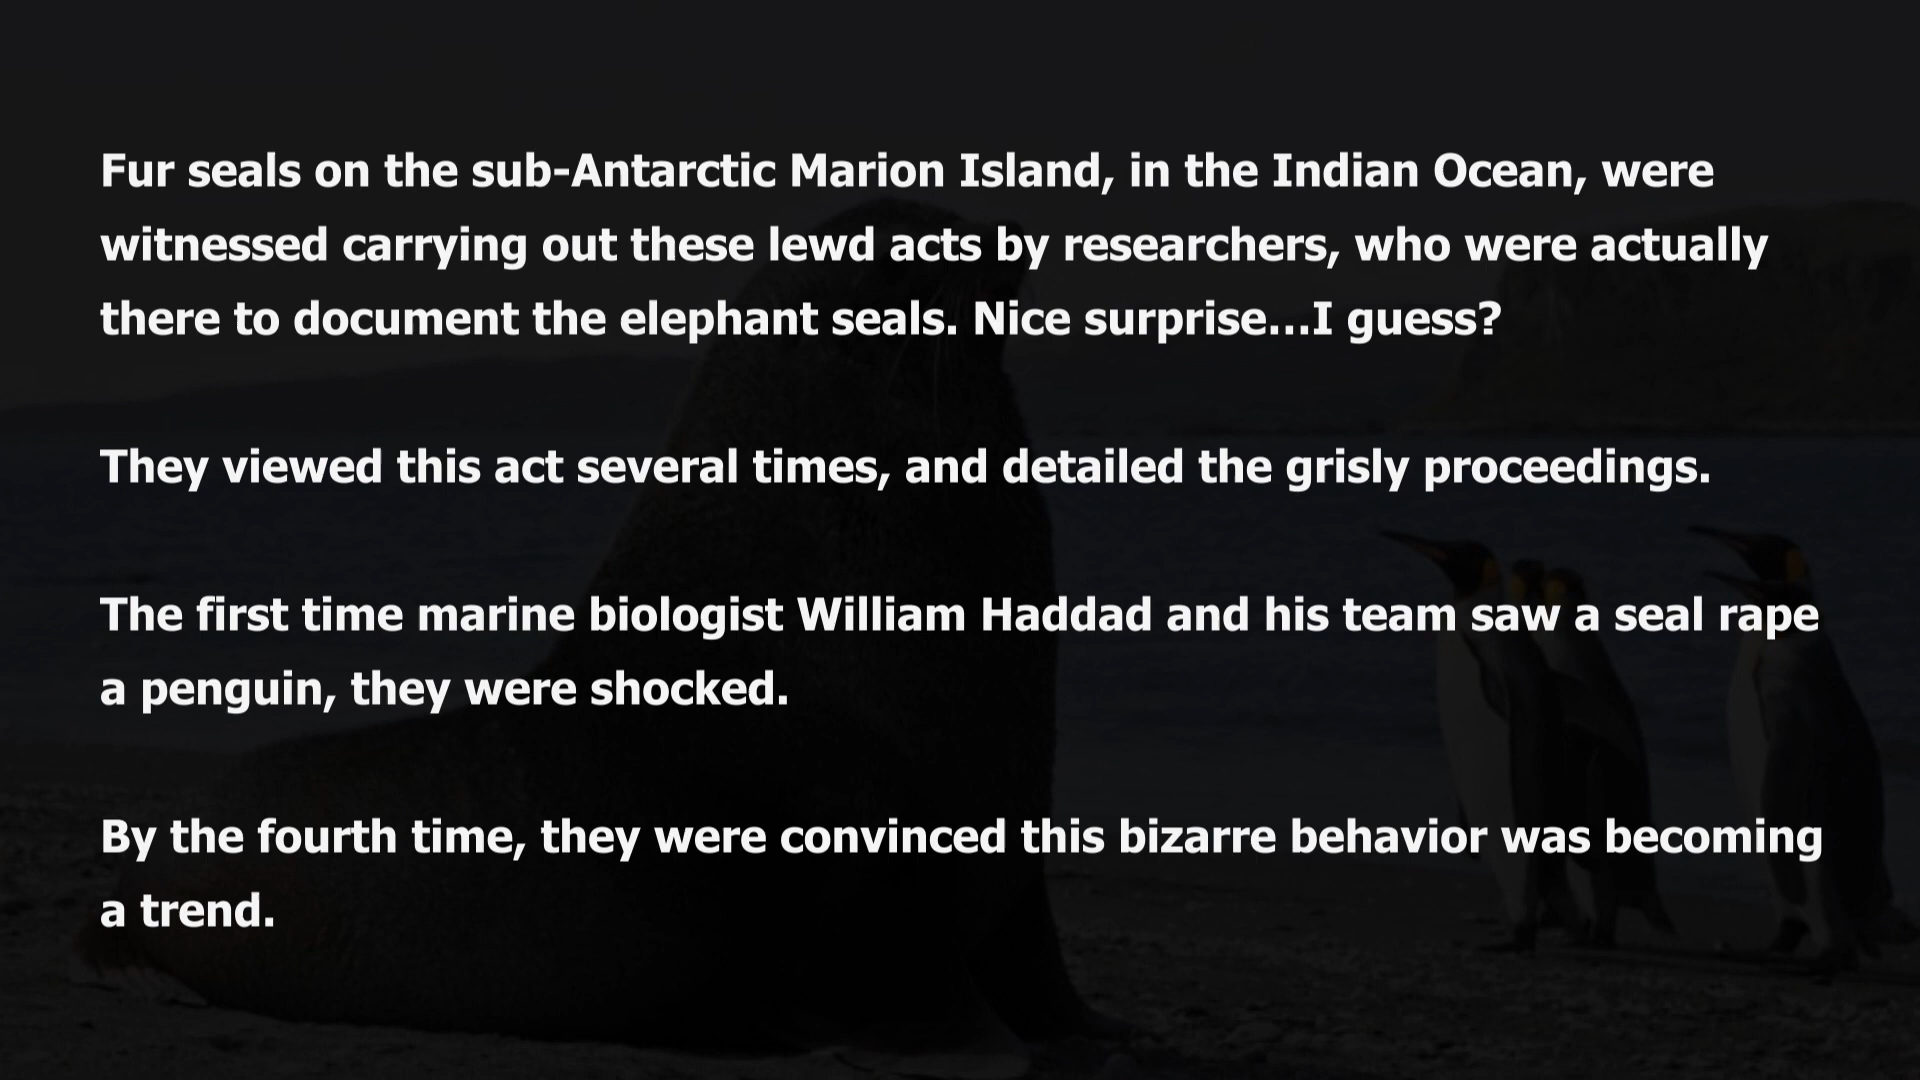 Fur seals on the sub-Antarctic Marion Island, in the Indian Ocean, were
witnessed carrying out these lewd acts by researchers, who were actually
there to document the elephant seals. Nice surprise...I guess?
They viewed this act several times, and detailed the grisly proceedings.
The first time marine biologist William Haddad and his team saw a seal rape
a penguin, they were shocked.
By the fourth time, they were convinced this bizarre behavior was becoming
a trend.